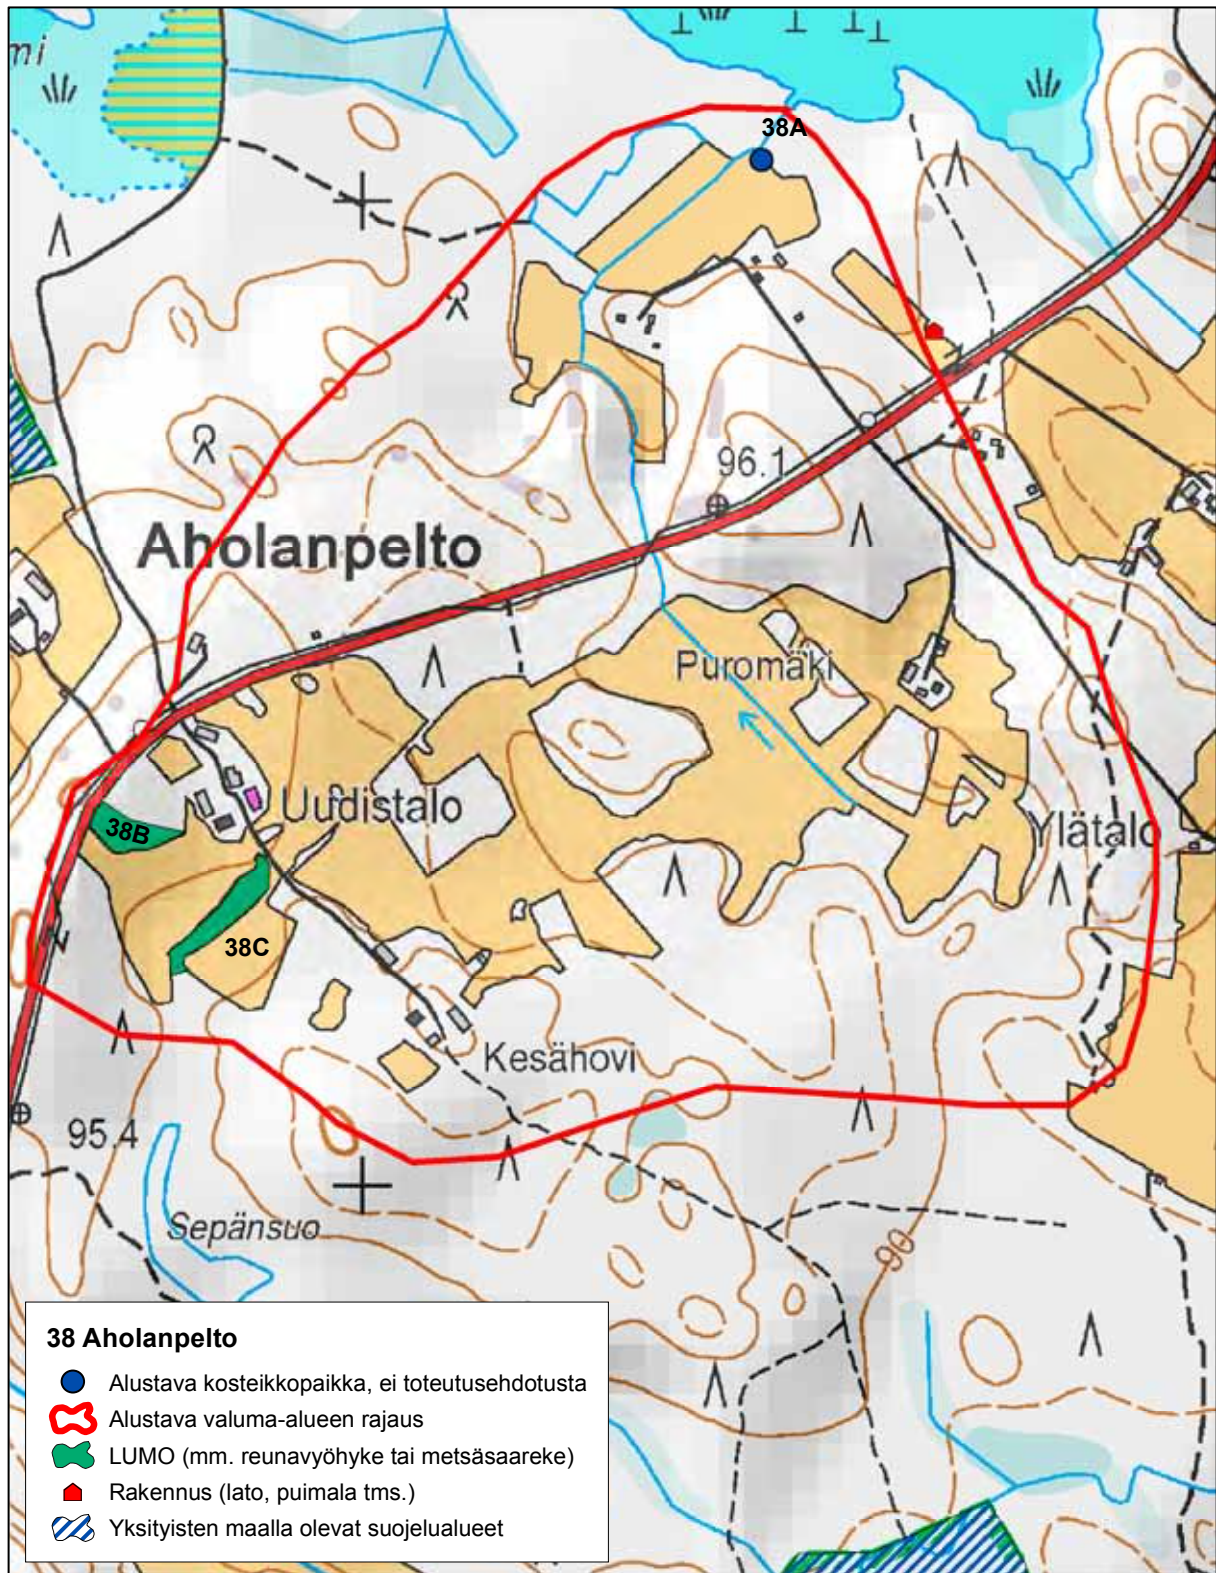 mi
38A
96.1
Aholanpelto
Puromäki
Uudistalo
38B
Ylätalo
38C
Kesähovi
95.4
Sepänsuo
90
38 Aholanpelto
Alustava kosteikkopaikka, ei toteutusehdotusta
Alustava valuma-alueen rajaus
LUMO (mm. reunavyöhyke tai metsäsaareke)
Rakennus (lato, puimala tms.)
Yksityisten maalla olevat suojelualueet